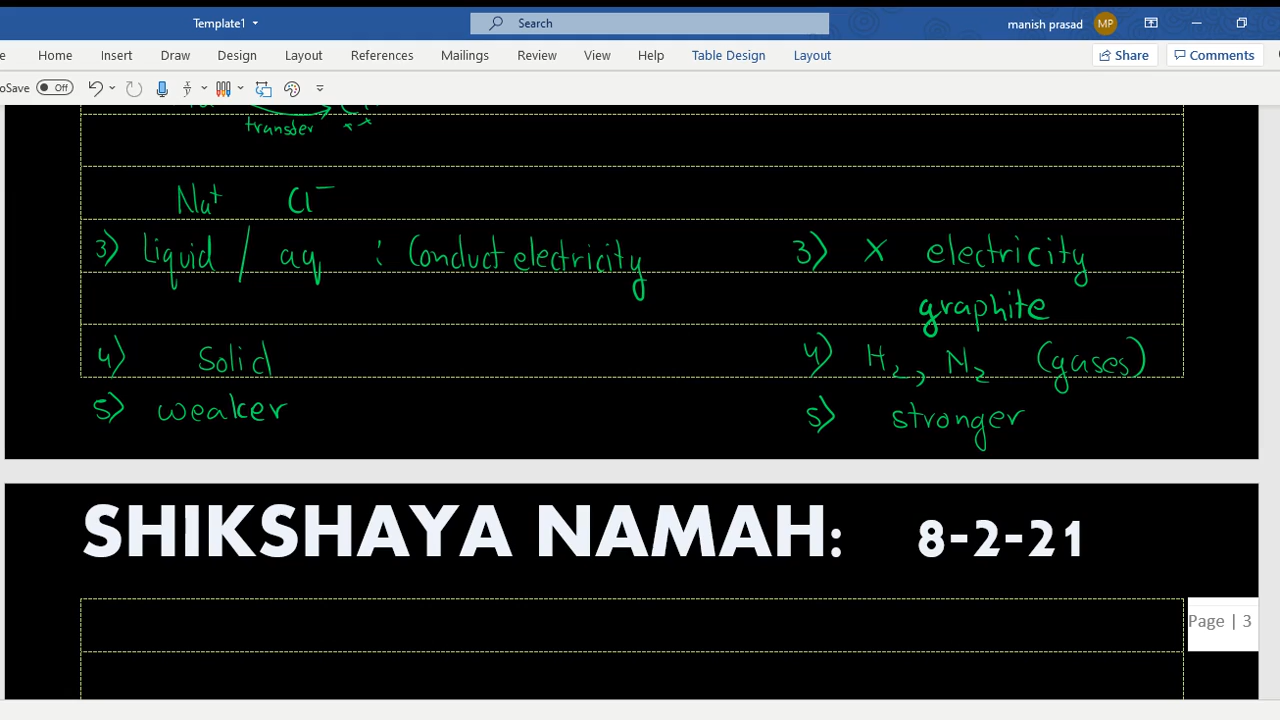 Template1
Search
manish prasad
MP
Home Insert Draw Design Layout References Mailings Review View Help Table Design Layout Share Comments
oSave Off
transfer
Na+ Cl−
3) Liquid / aq : Conduct electricity
3) X electricity
graphite
4) Solid
4) H2, N2 (gases)
5) weaker
5) stronger
SHIKSHAYA NAMAH: 8-2-21
Page | 3